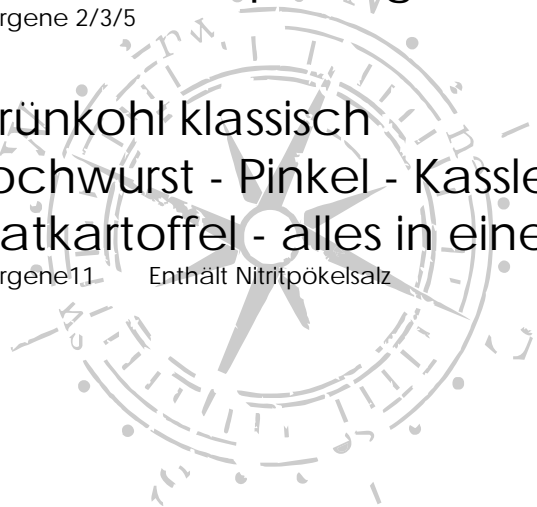 rgene 2/3/5
rünkohl klassisch
ochwurst - Pinkel - Kassle
atkartoffel - alles in eine
rgene11 Enthält Nitritpökelsalz